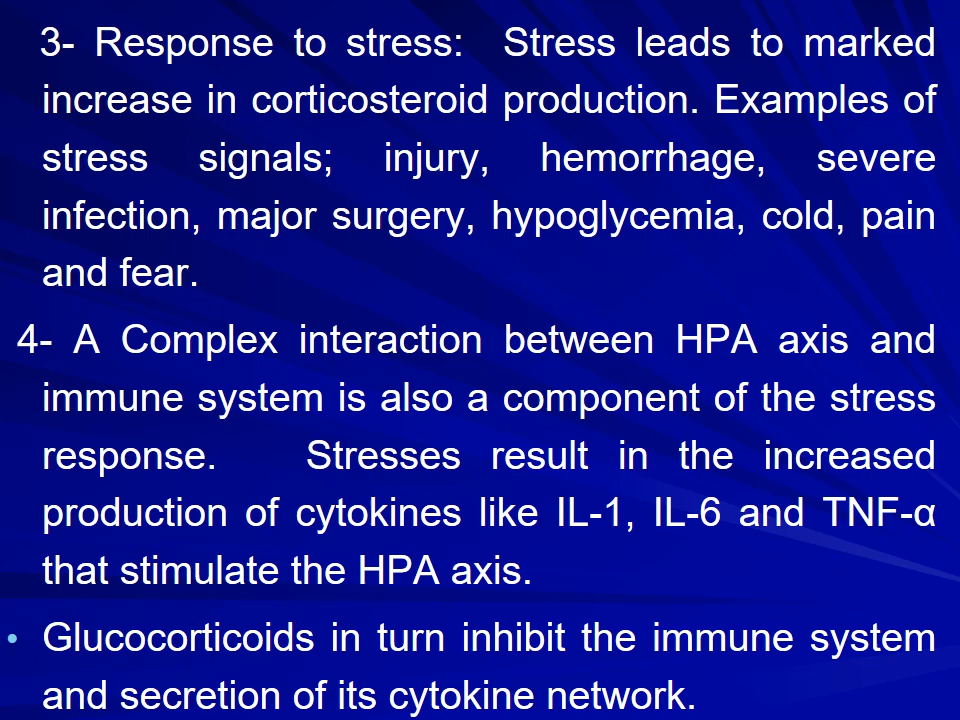 3- Response to stress: Stress leads to marked
increase in corticosteroid production. Examples of
stress signals; injury, hemorrhage, severe
infection, major surgery, hypoglycemia, cold, pain
and fear.
4- A Complex interaction between HPA axis and
immune system is also a component of the stress
response. Stresses result in the increased
production of cytokines like IL-1, IL-6 and TNF-α
that stimulate the HPA axis.
• Glucocorticoids in turn inhibit the immune system
and secretion of its cytokine network.